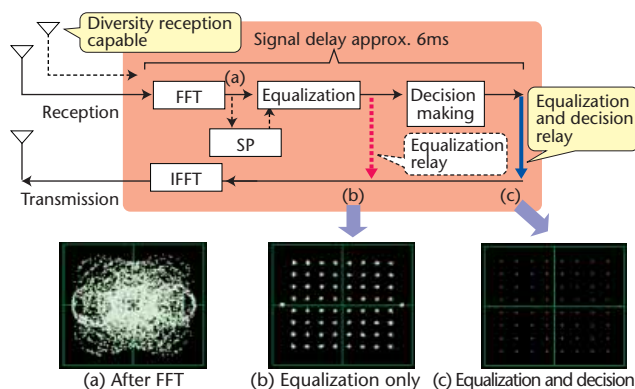 Diversity reception
capable
Signal delay approx. 6ms
(a)
Reception
FFT
Equalization
Decision
making
Equalization
and decision
relay
SP
Equalization
relay
IFFT
Transmission
(b)
(c)
(a) After FFT
(b) Equalization only
(c) Equalization and decision